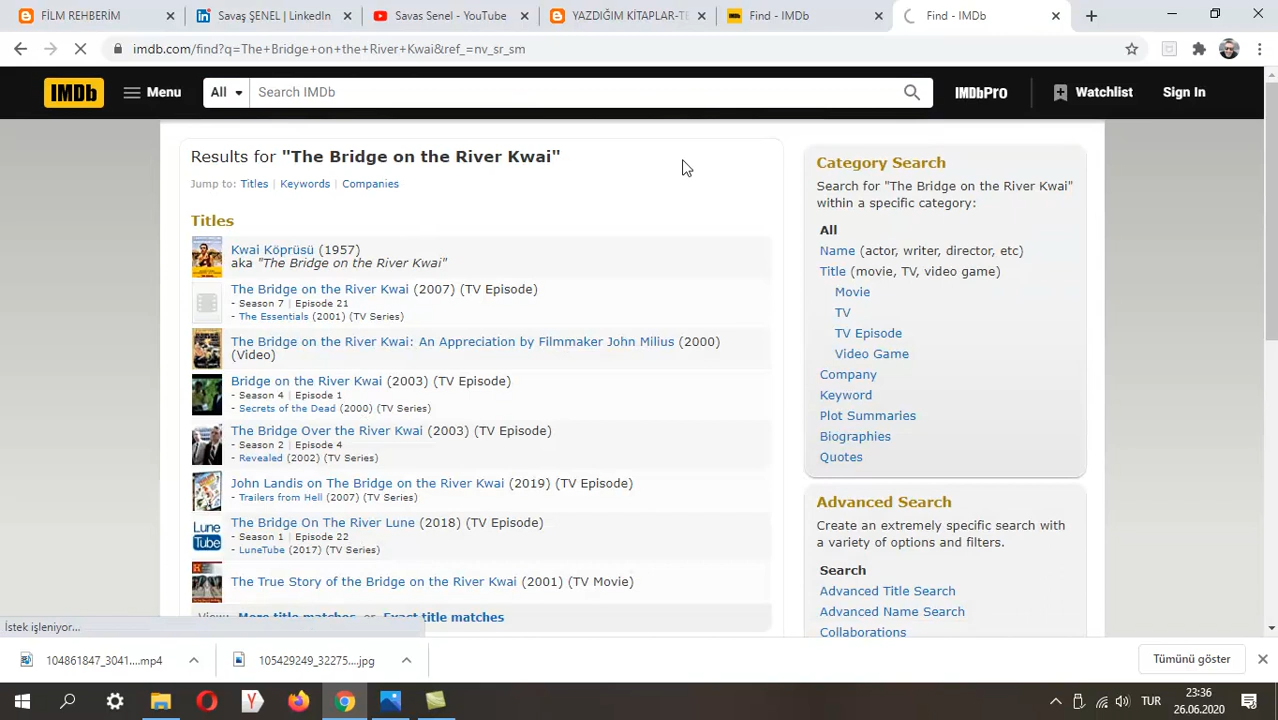 FİLM REHBERİM
Savaş ŞENEL | LinkedIn
Savas Senel - YouTube
YAZDIĞIM KİTAPLAR-TE
Find - IMDb
Find - IMDb
imdb.com/find?q=The+Bridge+on+the+River+Kwai&ref_=nv_sr_sm
IMDb
Menu
All
Search IMDb
IMDbPro
Watchlist
Sign In
Results for "The Bridge on the River Kwai"
Jump to: Titles | Keywords | Companies
Titles
Kwai Köprüsü (1957)
aka "The Bridge on the River Kwai"
The Bridge on the River Kwai (2007) (TV Episode)
- Season 7 | Episode 21
- The Essentials (2001) (TV Series)
The Bridge on the River Kwai: An Appreciation by Filmmaker John Milius (2000)
(Video)
Bridge on the River Kwai (2003) (TV Episode)
- Season 4 | Episode 1
- Secrets of the Dead (2000) (TV Series)
The Bridge Over the River Kwai (2003) (TV Episode)
- Season 2 | Episode 4
- Revealed (2002) (TV Series)
John Landis on The Bridge on the River Kwai (2019) (TV Episode)
- Trailers from Hell (2007) (TV Series)
Lune
Tube
The Bridge On The River Lune (2018) (TV Episode)
- Season 1 | Episode 22
- LuneTube (2017) (TV Series)
The True Story of the Bridge on the River Kwai (2001) (TV Movie)
View: More title matches or Exact title matches
Category Search
Search for "The Bridge on the River Kwai"
within a specific category:
All
Name (actor, writer, director, etc)
Title (movie, TV, video game)
Movie
TV
TV Episode
Video Game
Company
Keyword
Plot Summaries
Biographies
Quotes
Advanced Search
Create an extremely specific search with
a variety of options and filters.
Search
Advanced Title Search
Advanced Name Search
Collaborations
İstek işleniyor...
104861847_3041....mp4
105429249_32275....jpg
Tümünü göster
TUR
23:36
26.06.2020